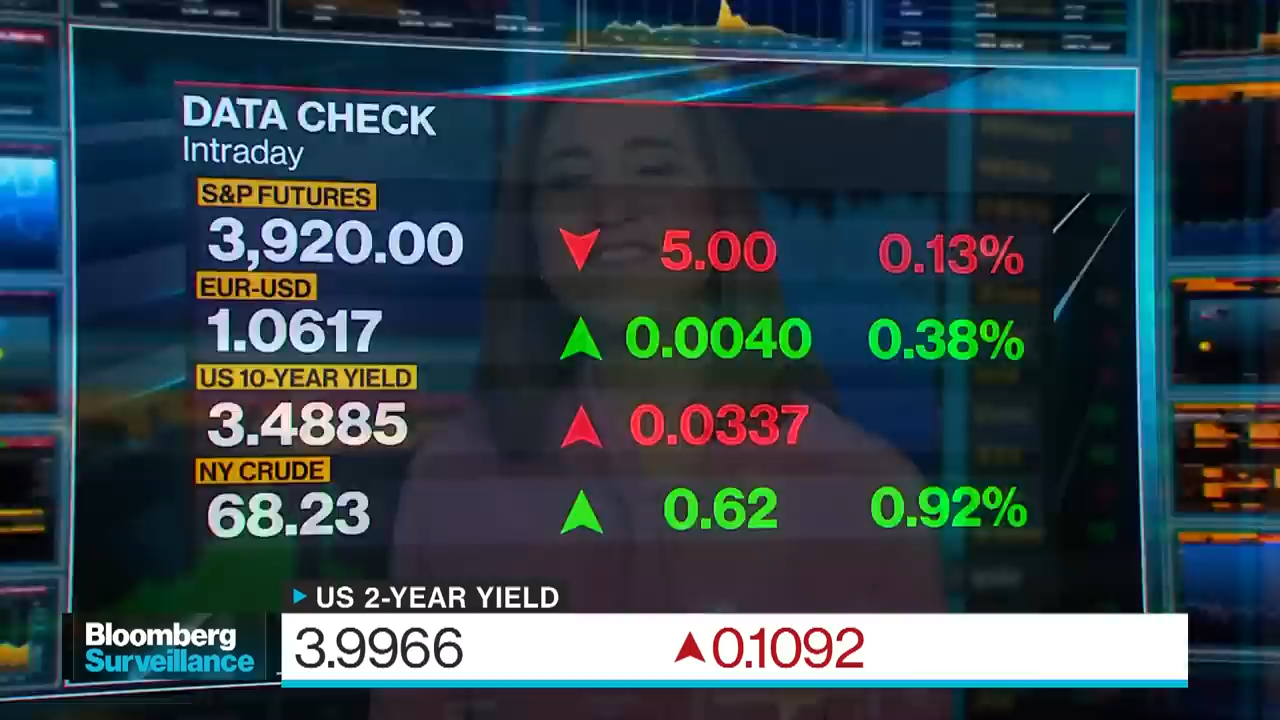 DATA CHECK
Intraday
S&P FUTURES
3,920.00 5.00 0.13%
EUR-USD
1.0617 0.0040 0.38%
US 10-YEAR YIELD
3.4885 0.0337
NY CRUDE
68.23 0.62 0.92%
US 2-YEAR YIELD
Bloomberg
Surveillance
3.9966 0.1092